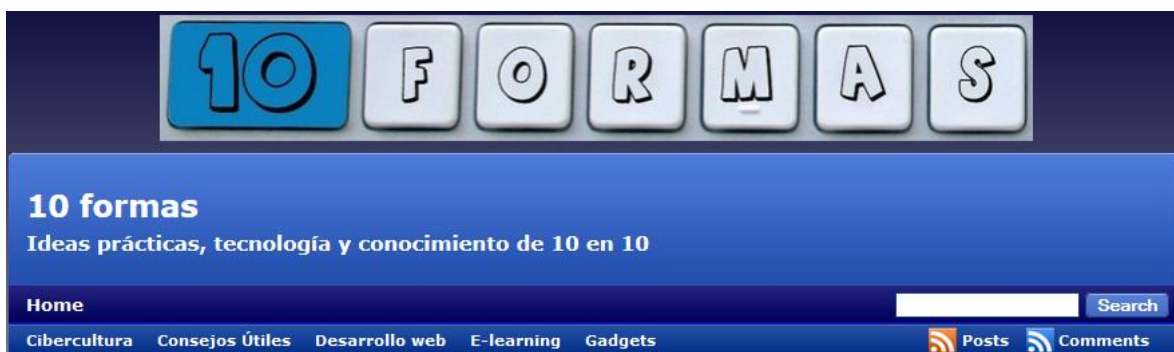 10 FORMAS
10 formas
Ideas prácticas, tecnología y conocimiento de 10 en 10
Home Search
Cibercultura Consejos Útiles Desarrollo web E-learning Gadgets Posts Comments